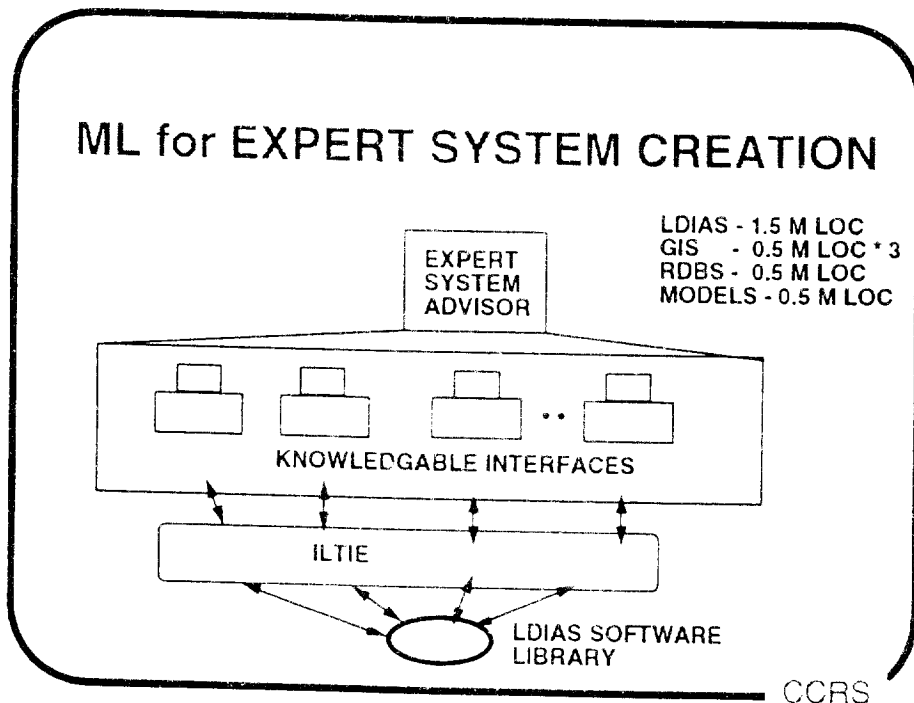 ML for EXPERT SYSTEM CREATION
LDIAS - 1.5 M LOC
GIS - 0.5 M LOC * 3
RDBS - 0.5 M LOC
MODELS - 0.5 M LOC
EXPERT
SYSTEM
ADVISOR
KNOWLEDGABLE INTERFACES
ILTIE
LDIAS SOFTWARE
LIBRARY
CCRS